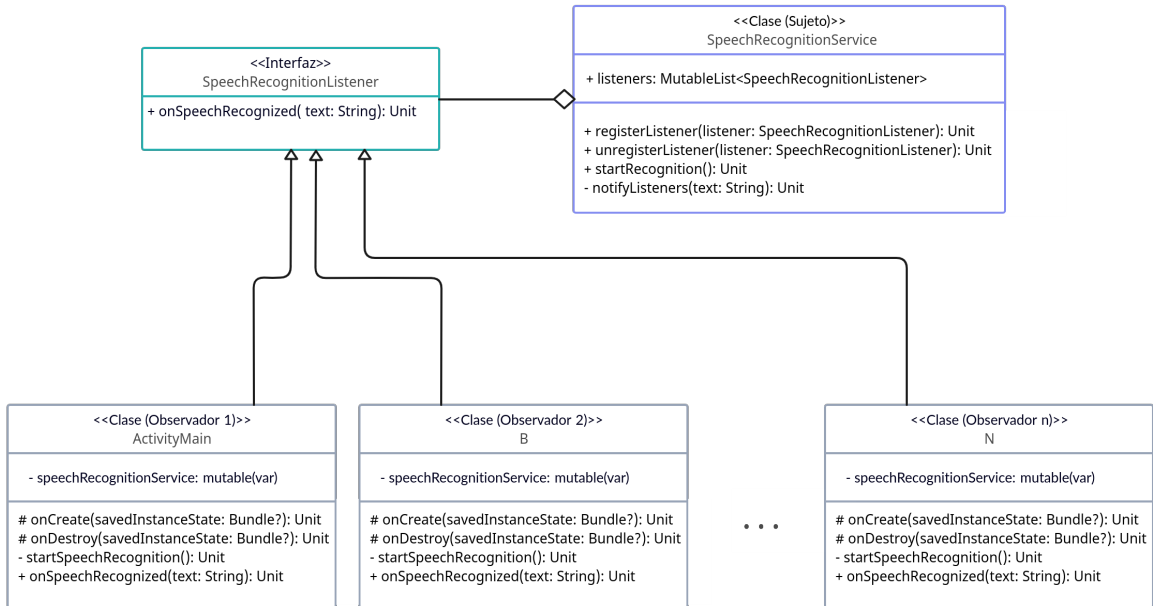 <<Clase (Sujeto)>>
SpeechRecognitionService
+ listeners: MutableList<SpeechRecognitionListener>
+ registerListener(listener: SpeechRecognitionListener): Unit
+ unregisterListener(listener: SpeechRecognitionListener): Unit
+ startRecognition(): Unit
- notifyListeners(text: String): Unit
<<Interfaz>>
SpeechRecognitionListener
+ onSpeechRecognized( text: String): Unit
<<Clase (Observador 1)>>
ActivityMain
- speechRecognitionService: mutable(var)
# onCreate(savedInstanceState: Bundle?): Unit
# onDestroy(savedInstanceState: Bundle?): Unit
- startSpeechRecognition(): Unit
+ onSpeechRecognized(text: String): Unit
<<Clase (Observador 2)>>
B
- speechRecognitionService: mutable(var)
# onCreate(savedInstanceState: Bundle?): Unit
# onDestroy(savedInstanceState: Bundle?): Unit
- startSpeechRecognition(): Unit
+ onSpeechRecognized(text: String): Unit
. . .
<<Clase (Observador n)>>
N
- speechRecognitionService: mutable(var)
# onCreate(savedInstanceState: Bundle?): Unit
# onDestroy(savedInstanceState: Bundle?): Unit
- startSpeechRecognition(): Unit
+ onSpeechRecognized(text: String): Unit